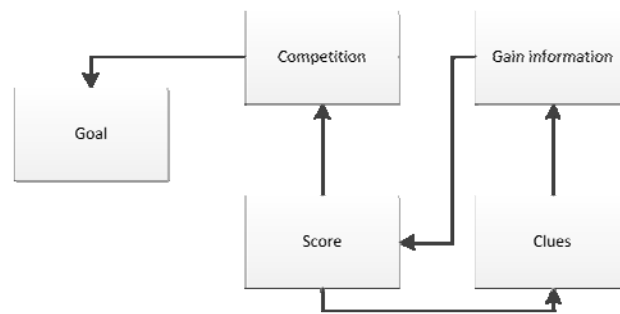 Competition
Gain information
Goal
Score
Clues